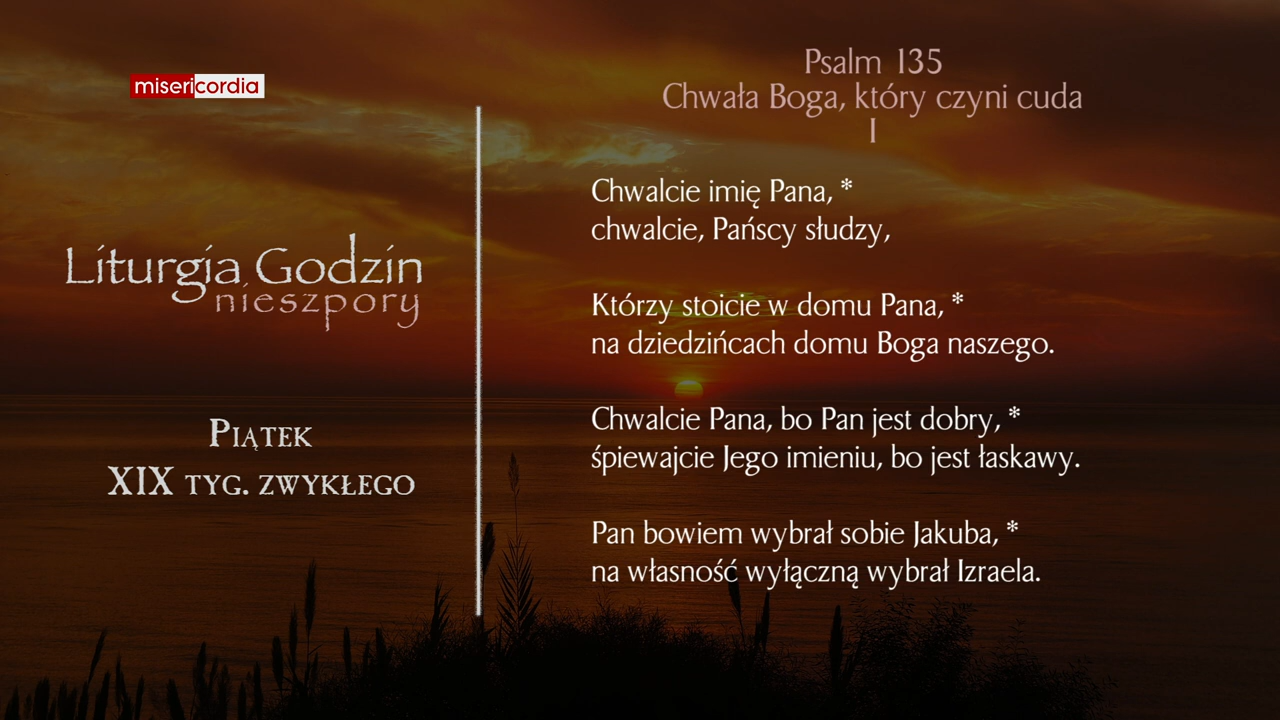 misericordia
Liturgia Godzin
nieszpory
Piątek
XIX tyg. zwykłego
Psalm 135
Chwała Boga, który czyni cuda
I
Chwalcie imię Pana, *
chwalcie, Pańscy słudzy,
Którzy stoicie w domu Pana, *
na dziedzińcach domu Boga naszego.
Chwalcie Pana, bo Pan jest dobry, *
śpiewajcie Jego imieniu, bo jest łaskawy.
Pan bowiem wybrał sobie Jakuba, *
na własność wyłączną wybrał Izraela.